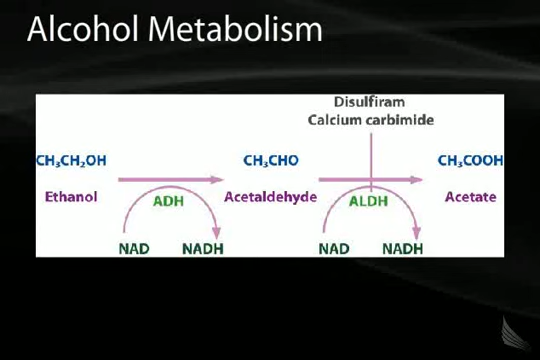 Alcohol Metabolism
Disulfiram
Calcium carbimide
CH₃CH₂OH
CH₃CHO
CH₃COOH
Ethanol
ADH
Acetaldehyde
ALDH
Acetate
NAD
NADH
NAD
NADH